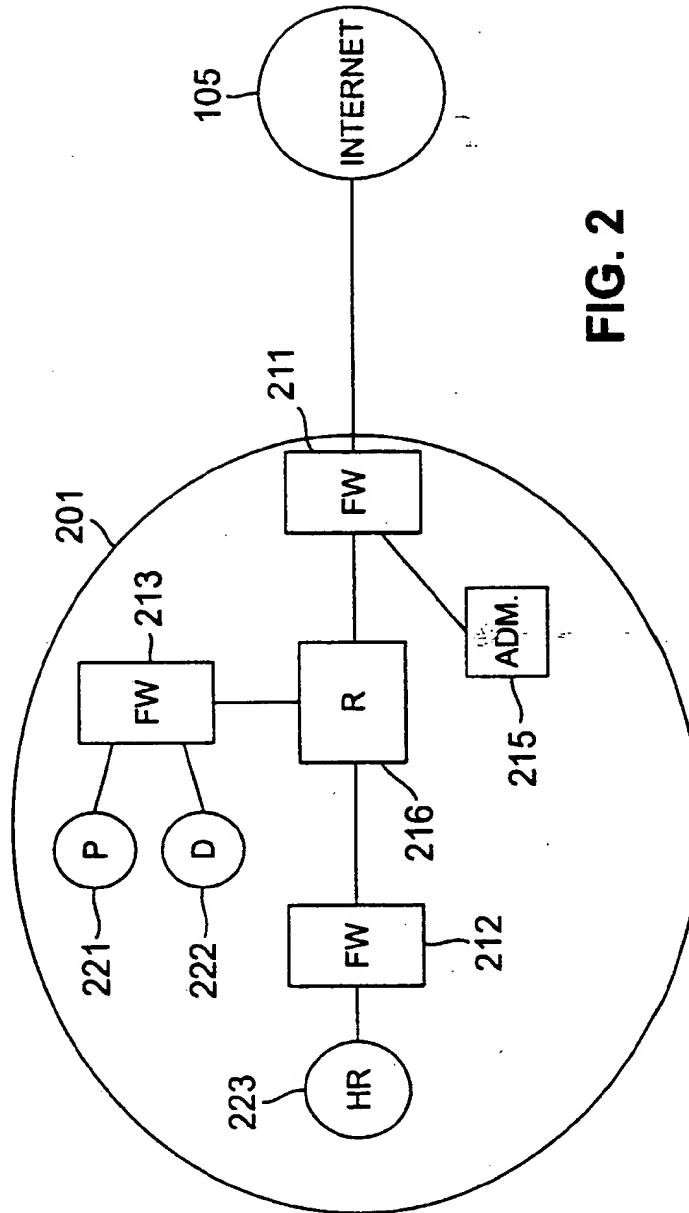 201
213
FW
P
221
D
222
211
FW
105
INTERNET
R
216
ADM.
215
FW
212
HR
223
FIG. 2